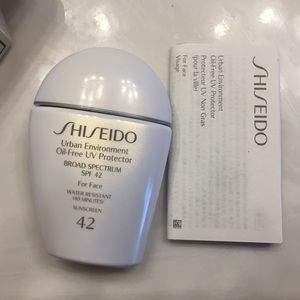 SHISEIDO
Urban Environment
Oil-Free UV Protector
BROAD SPECTRUM
SPF 42
For Face
WATER RESISTANT
(40 MINUTES)
SUNSCREEN
42
SHISEIDO
Urban Environment
Oil-Free UV Protector
Protecteur UV Non Gras
(pour la ville)
For Face
Visage